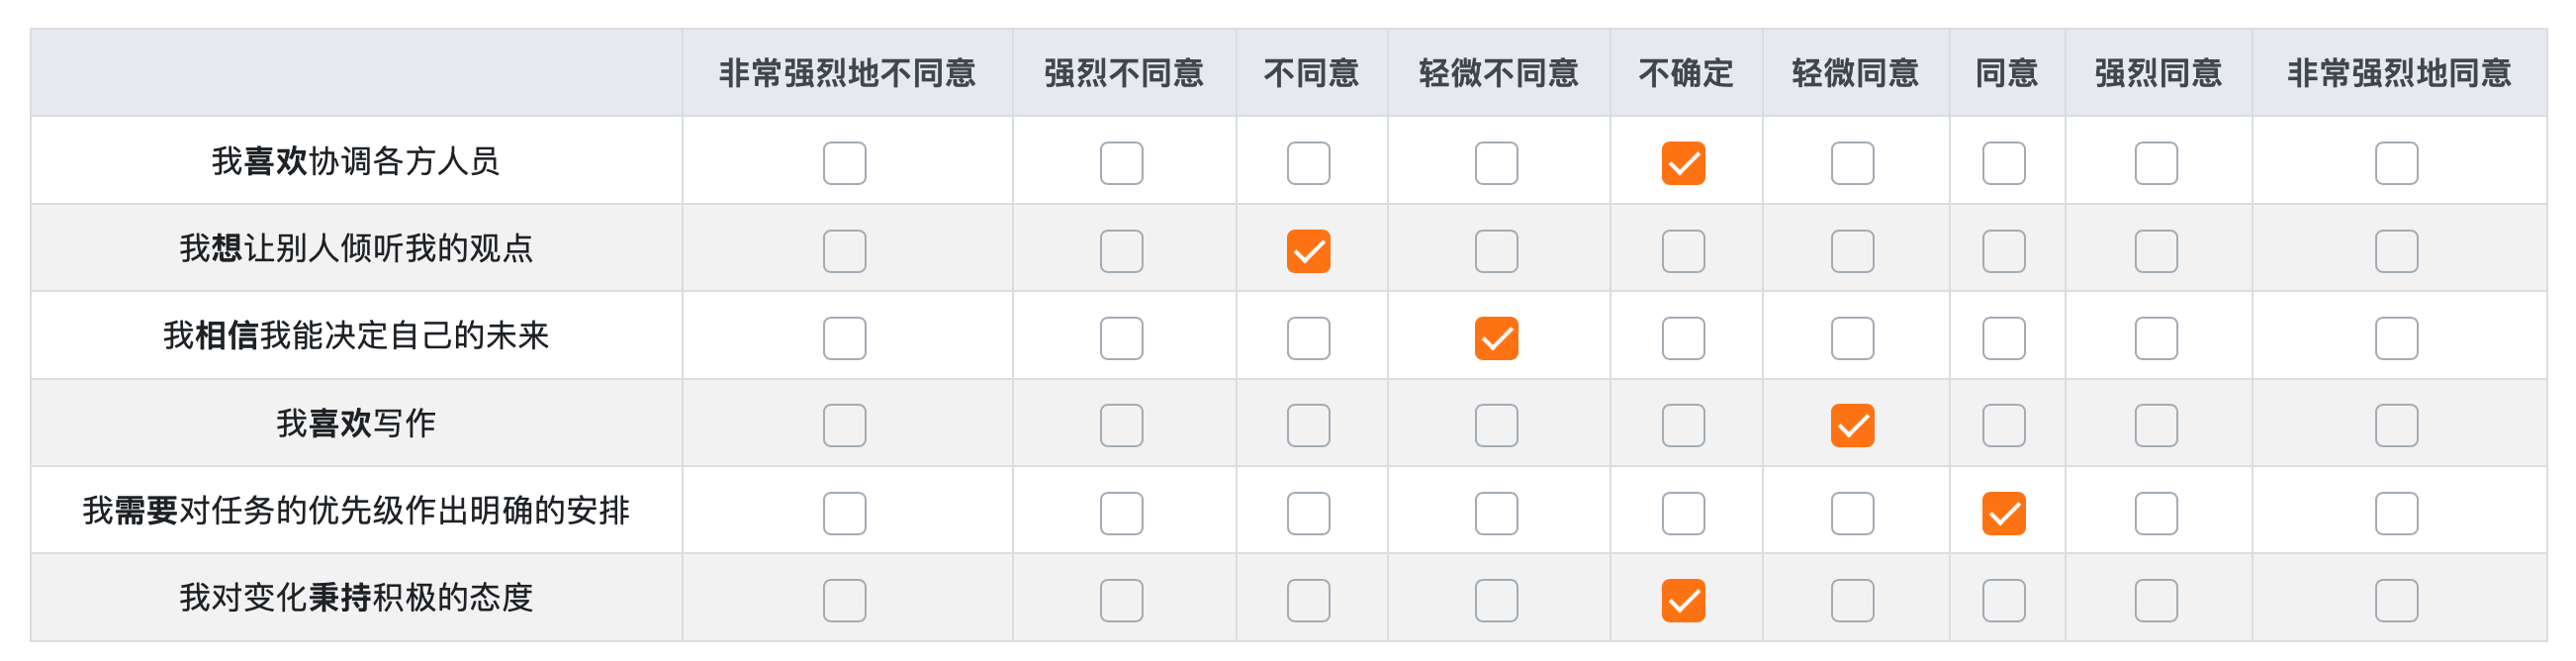 非常强烈地不同意 强烈不同意 不同意 轻微不同意 不确定 轻微同意 同意 强烈同意 非常强烈地同意
我喜欢协调各方人员
我想让别人倾听我的观点
我相信我能决定自己的未来
我喜欢写作
我需要对任务的优先级作出明确的安排
我对变化秉持积极的态度